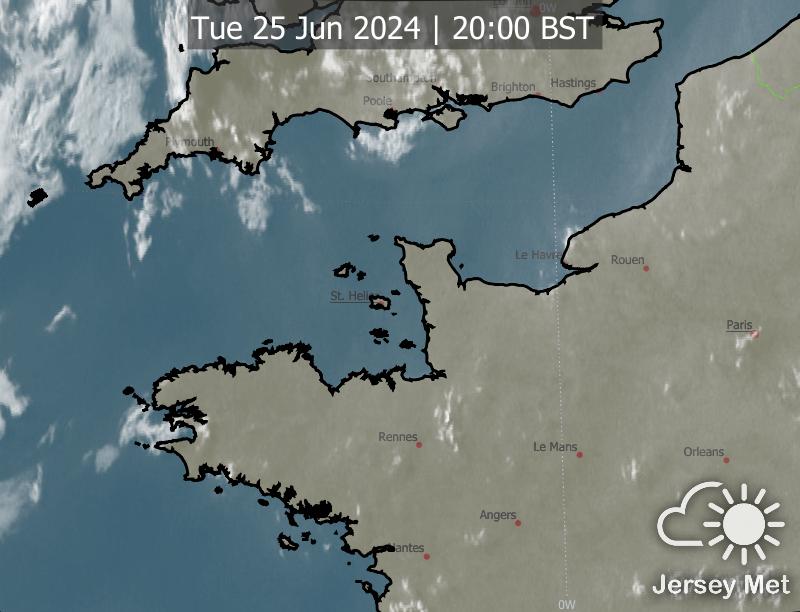 0W
Tue 25 Jun 2024 | 20:00 BST
Southampton
Brighton
Hastings
Poole
Plymouth
Le Havre
Rouen
St. Helier
Paris
Rennes
Le Mans
Orleans
Angers
Nantes
Jersey Met
0W